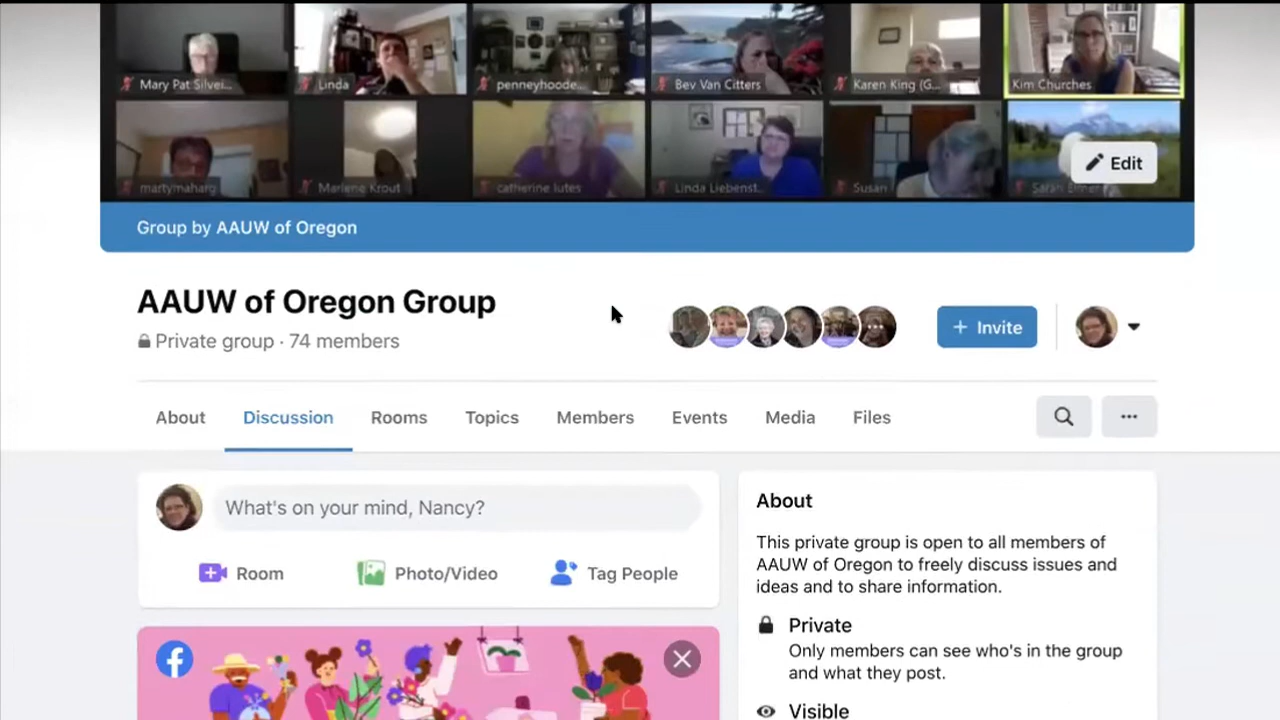 Mary Pat Silvei...
Linda
penneyhoode...
Bev Van Citters
Karen King (G...
Kim Churches
martymaharg
Marlene Krout
catherine lutes
Linda Liebenst...
Susan
Sarah Elmer
Edit
Group by AAUW of Oregon
AAUW of Oregon Group
Private group · 74 members
+ Invite
About
Discussion
Rooms
Topics
Members
Events
Media
Files
What's on your mind, Nancy?
Room
Photo/Video
Tag People
About
This private group is open to all members of
AAUW of Oregon to freely discuss issues and
ideas and to share information.
Private
Only members can see who's in the group
and what they post.
Visible